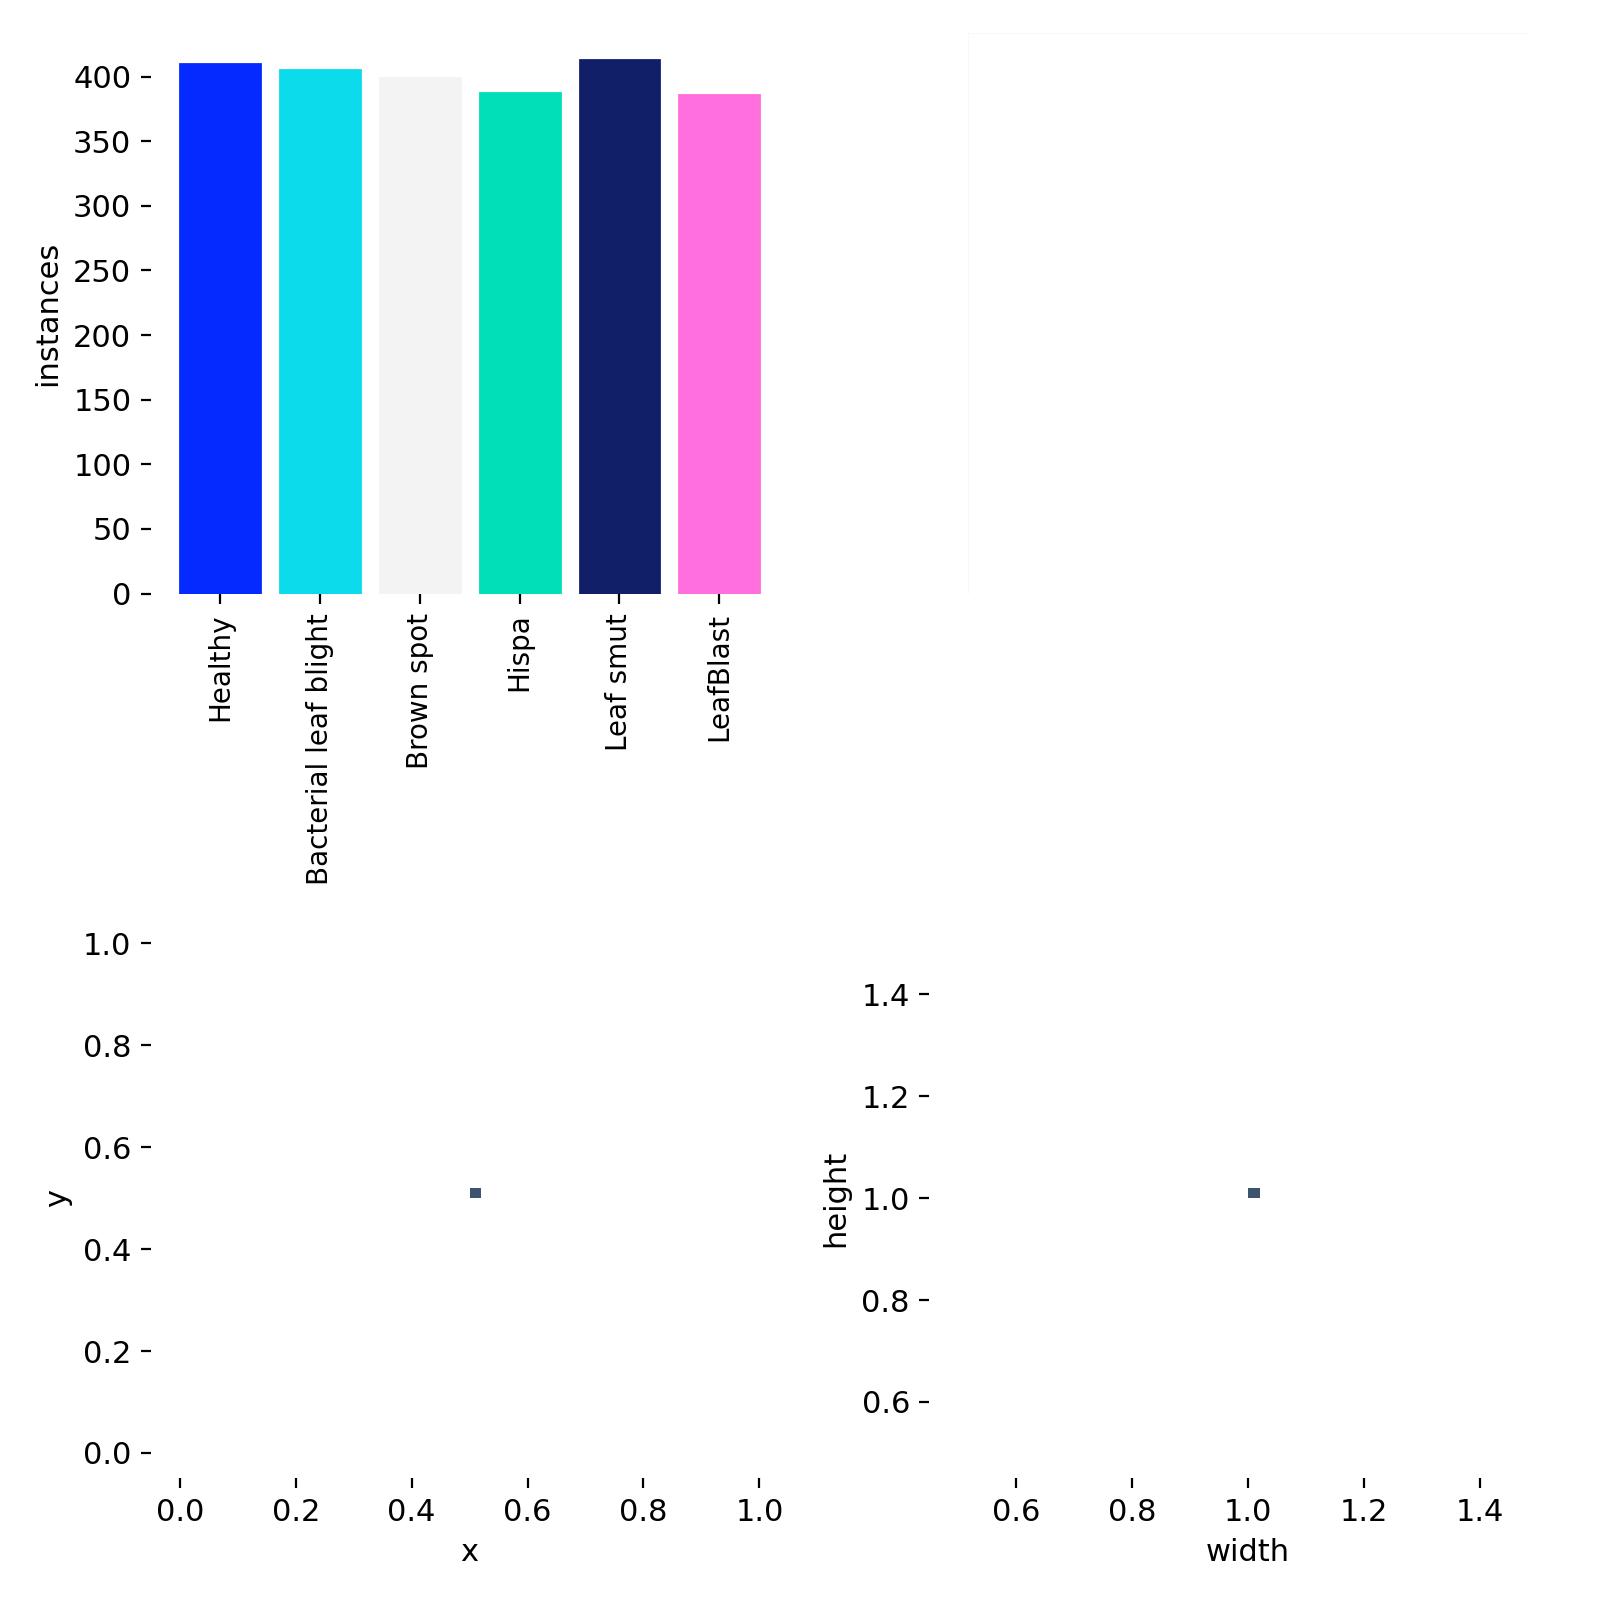 400
350
300
250
200
150
100
50
0
instances
Healthy
Bacterial leaf blight
Brown spot
Hispa
Leaf smut
LeafBlast
1.0
0.8
0.6
0.4
0.2
0.0
y
0.0 0.2 0.4 0.6 0.8 1.0
x
1.4
1.2
1.0
0.8
0.6
height
0.6 0.8 1.0 1.2 1.4
width